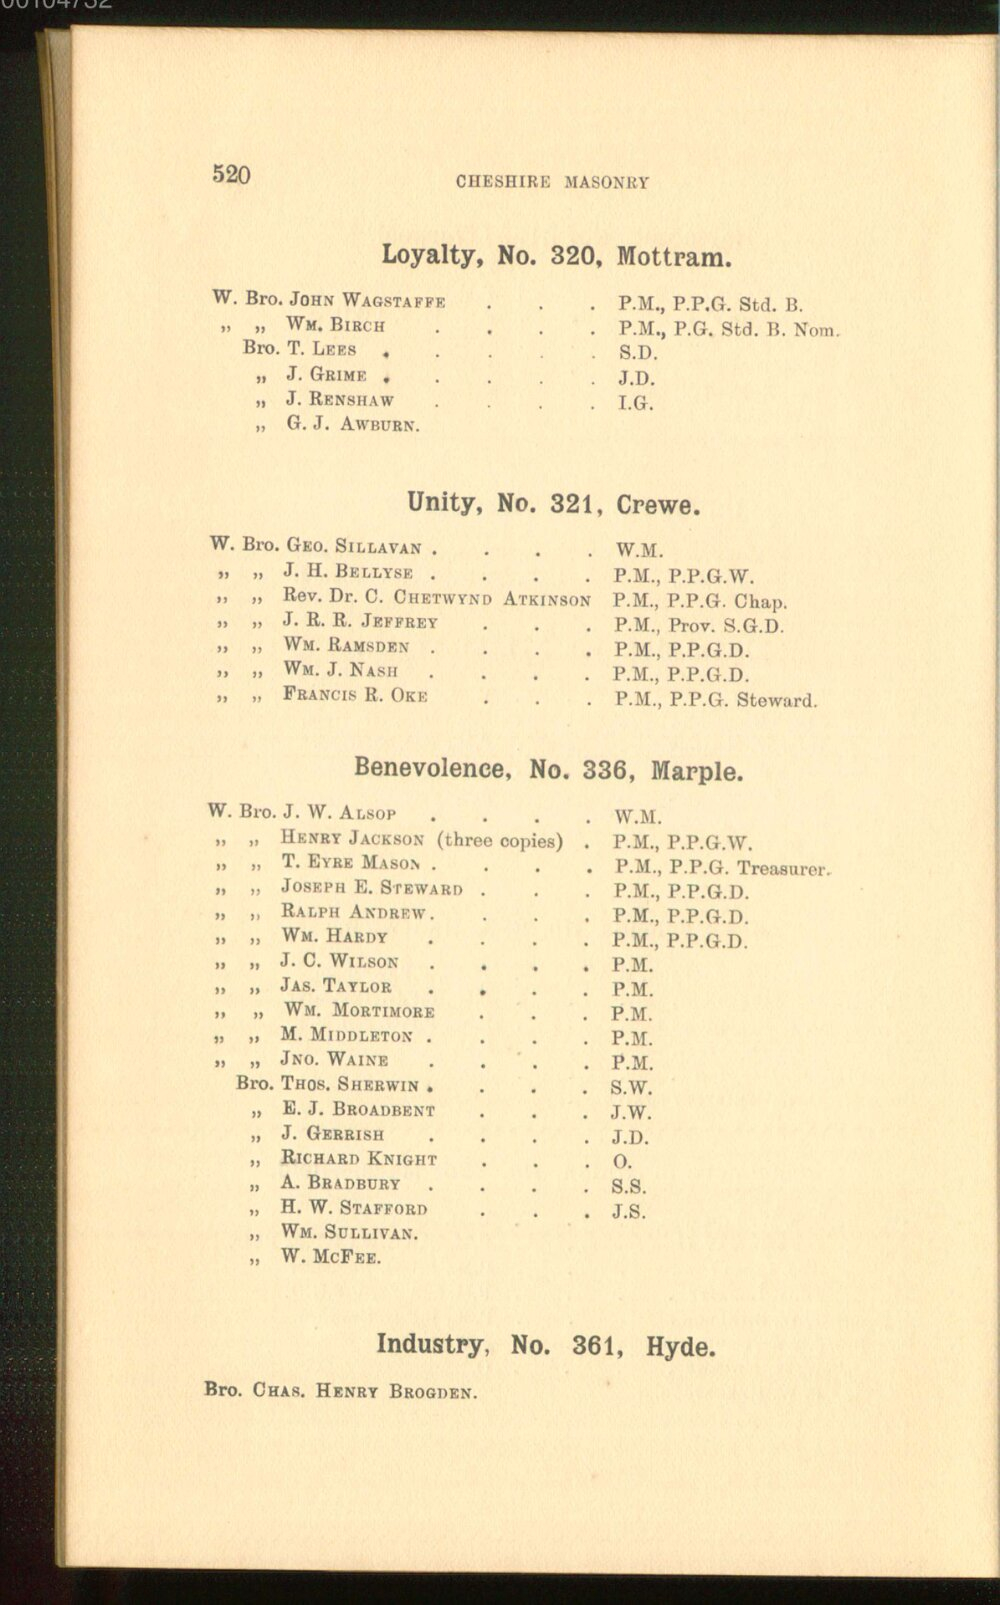 520
CHESHIRE MASONRY
Loyalty, No. 320, Mottram.
W. Bro. JOHN WAGSTAFFE . . . P.M., P.P.G. Std. B.
„ „ WM. BIRCH . . . . P.M., P.G. Std. B. Nom.
Bro. T. LEES . . . . . S.D.
„ J. GRIME . . . . . J.D.
„ J. RENSHAW . . . . I.G.
„ G. J. AWBURN.
Unity, No. 321, Crewe.
W. Bro. GEO. SILLAVAN . . . . W.M.
„ „ J. H. BELLYSE . . . . P.M., P.P.G.W.
„ „ Rev. Dr. C. CHETWYND ATKINSON P.M., P.P.G. Chap.
„ „ J. R. R. JEFFREY . . . P.M., Prov. S.G.D.
„ „ WM. RAMSDEN . . . . P.M., P.P.G.D.
„ „ WM. J. NASH . . . . P.M., P.P.G.D.
„ „ FRANCIS R. OKE . . . P.M., P.P.G. Steward.
Benevolence, No. 336, Marple.
W. Bro. J. W. ALSOP . . . . W.M.
„ „ HENRY JACKSON (three copies) . P.M., P.P.G.W.
„ „ T. EYRE MASON . . . . P.M., P.P.G. Treasurer.
„ „ JOSEPH E. STEWARD . . . P.M., P.P.G.D.
„ „ RALPH ANDREW . . . . P.M., P.P.G.D.
„ „ WM. HARDY . . . . P.M., P.P.G.D.
„ „ J. C. WILSON . . . . P.M.
„ „ JAS. TAYLOR . . . . P.M.
„ „ WM. MORTIMORE . . . P.M.
„ „ M. MIDDLETON . . . . P.M.
„ „ JNO. WAINE . . . . P.M.
Bro. THOS. SHERWIN . . . . S.W.
„ E. J. BROADBENT . . . J.W.
„ J. GERRISH . . . . J.D.
„ RICHARD KNIGHT . . . O.
„ A. BRADBURY . . . . S.S.
„ H. W. STAFFORD . . . J.S.
„ WM. SULLIVAN.
„ W. MCFEE.
Industry, No. 361, Hyde.
Bro. CHAS. HENRY BROGDEN.